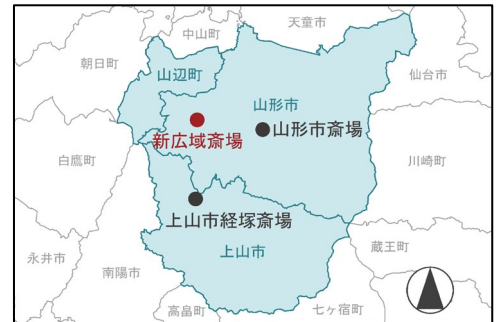 天童市
中山町
朝日町
山辺町
仙台市
山形市
山形市斎場
新広域斎場
白鷹町
川崎町
上山市経塚斎場
上山市
蔵王町
永井市
南陽市
高畠町
七ヶ宿町